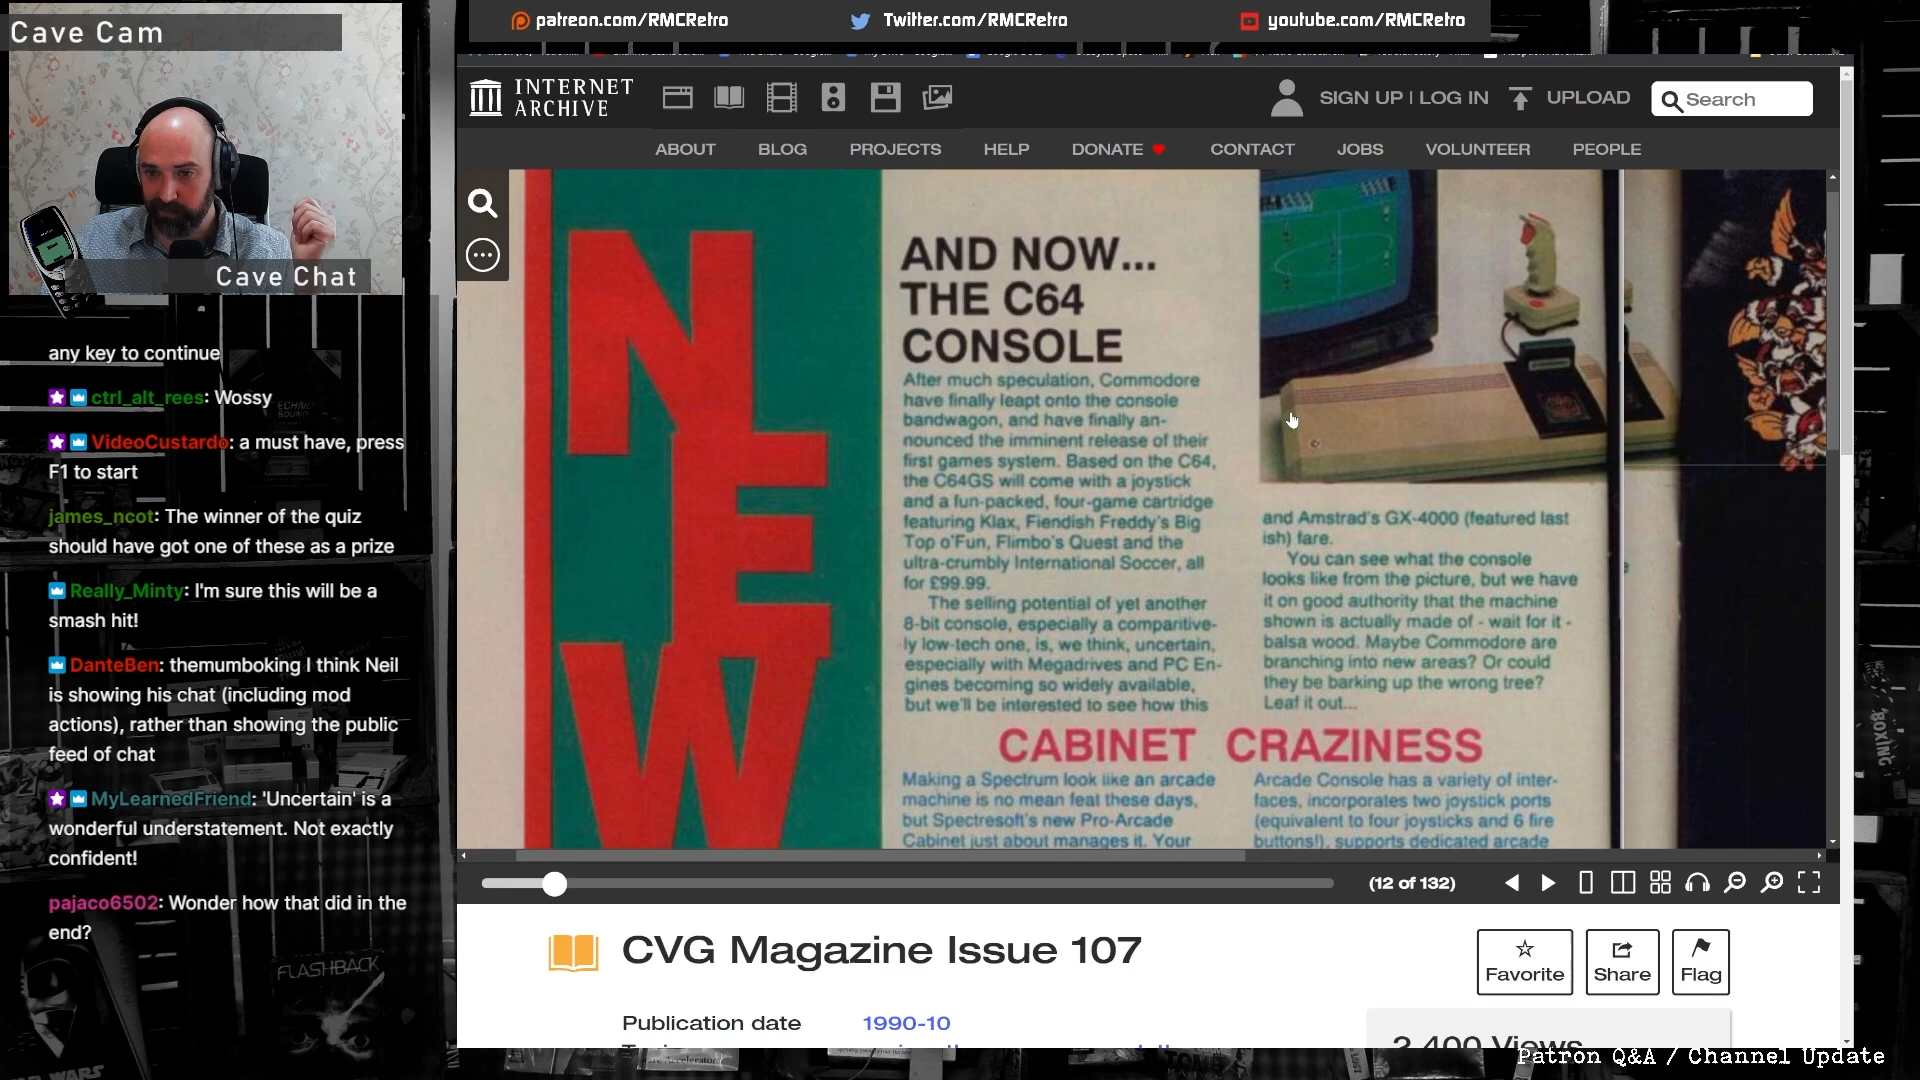 Cave Cam
patreon.com/RMCRetro
Twitter.com/RMCRetro
youtube.com/RMCRetro
INTERNET ARCHIVE
SIGN UP | LOG IN
UPLOAD
Search
ABOUT
BLOG
PROJECTS
HELP
DONATE
CONTACT
JOBS
VOLUNTEER
PEOPLE
Cave Chat
any key to continue
ctrl_alt_rees: Wossy
VideoCustardo: a must have, press
F1 to start
james_ncot: The winner of the quiz
should have got one of these as a prize
Really_Minty: I'm sure this will be a
smash hit!
DanteBen: themumboking I think Neil
is showing his chat (including mod
actions), rather than showing the public
feed of chat
MyLearnedFriend: 'Uncertain' is a
wonderful understatement. Not exactly
confident!
pajaco6502: Wonder how that did in the
end?
FLASHBACK
NEW
AND NOW...
THE C64
CONSOLE
After much speculation, Commodore
have finally leapt onto the console
bandwagon, and have finally an-
nounced the imminent release of their
first games system. Based on the C64,
the C64GS will come with a joystick
and a fun-packed, four-game cartridge
featuring Klax, Fiendish Freddy's Big
Top o'Fun, Flimbo's Quest and the
ultra-crumbly International Soccer, all
for £99.99.
The selling potential of yet another
8-bit console, especially a comparitive-
ly low-tech one, is, we think, uncertain,
especially with Megadrives and PC En-
gines becoming so widely available,
but we'll be interested to see how this
and Amstrad's GX-4000 (featured last
ish) fare.
You can see what the console
looks like from the picture, but we have
it on good authority that the machine
shown is actually made of - wait for it -
balsa wood. Maybe Commodore are
branching into new areas? Or could
they be barking up the wrong tree?
Leaf it out...
CABINET CRAZINESS
Making a Spectrum look like an arcade
machine is no mean feat these days,
but Spectresoft's new Pro-Arcade
Cabinet just about manages it. Your
Arcade Console has a variety of inter-
faces, incorporates two joystick ports
(equivalent to four joysticks and 6 fire
buttons!), supports dedicated arcade
(12 of 132)
CVG Magazine Issue 107
Favorite
Share
Flag
Publication date 1990-10
2,400 Views
BOXING
Patron Q&A / Channel Update